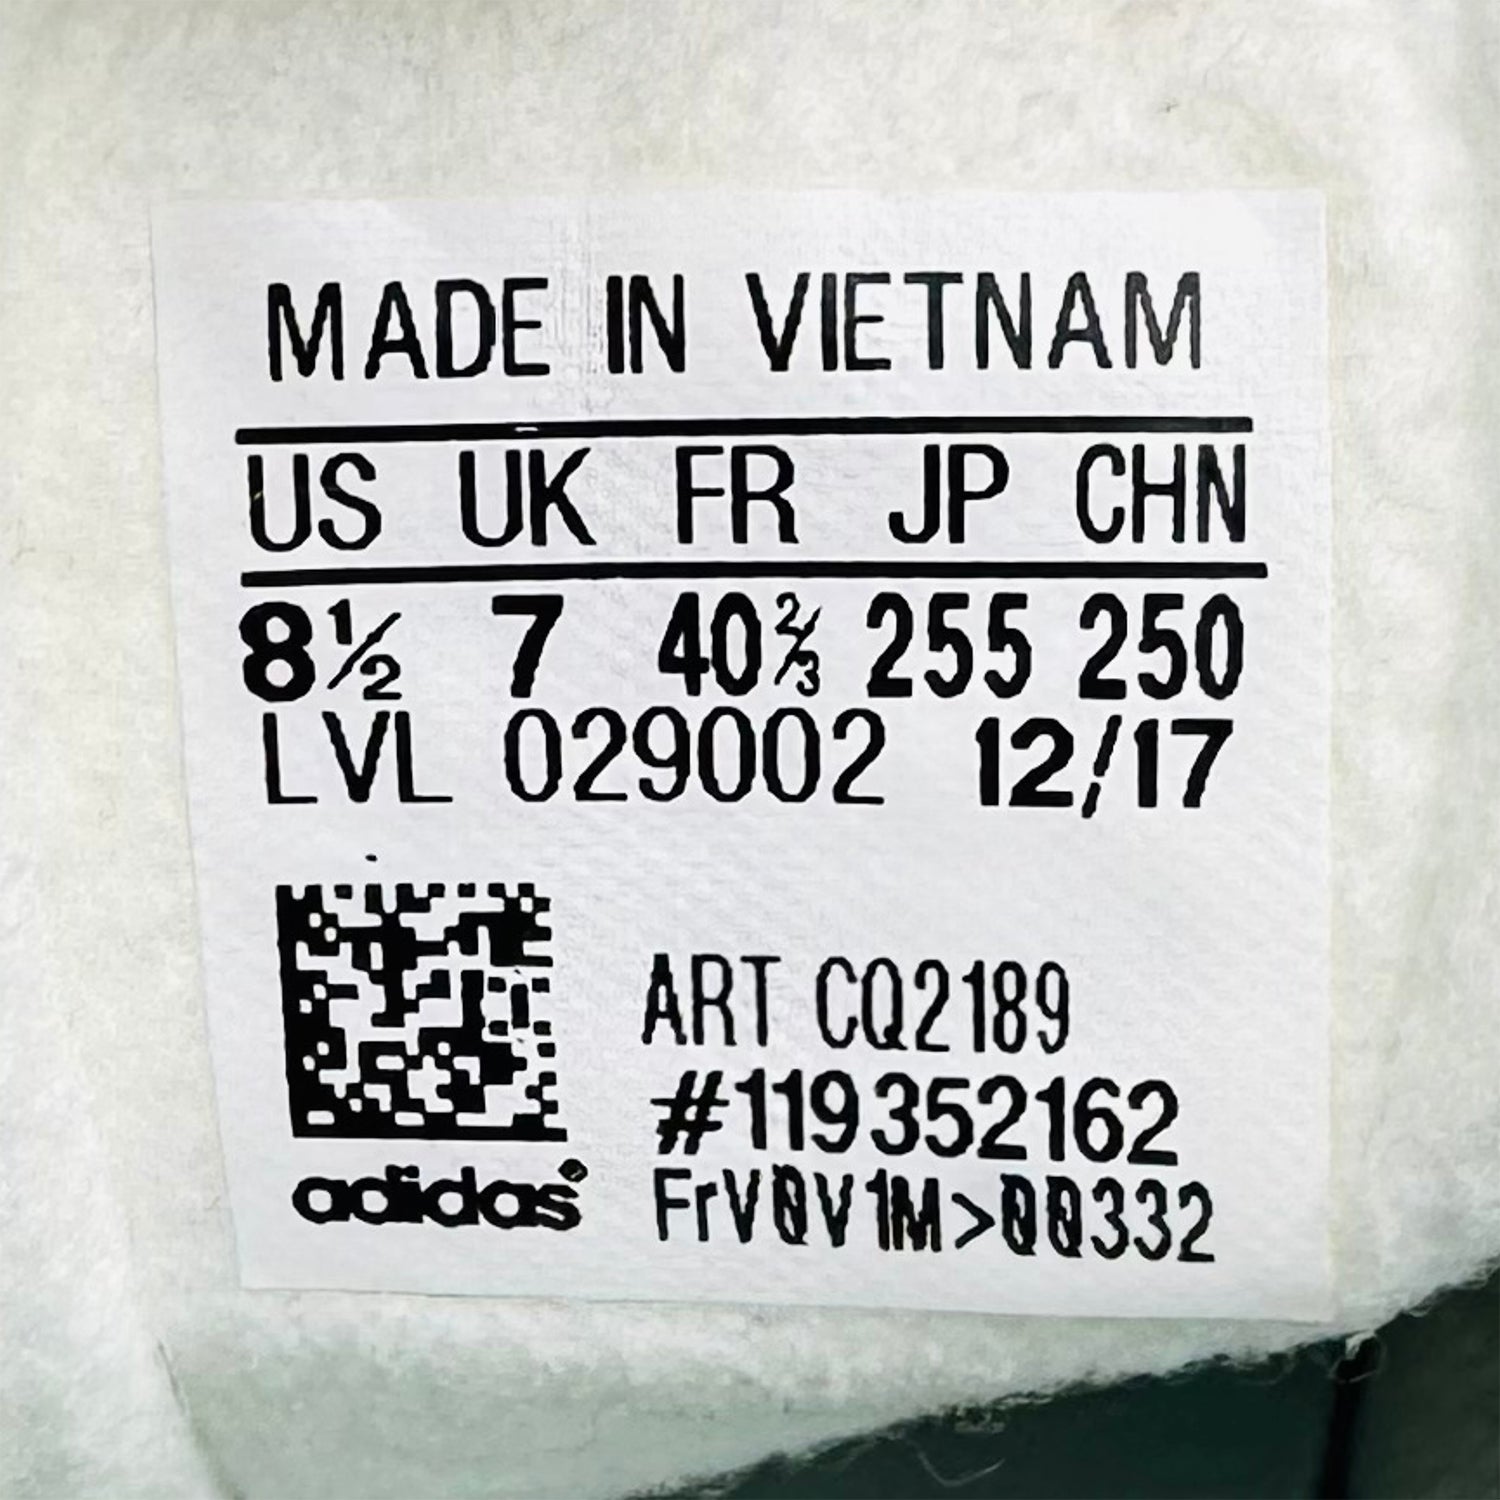 MADE IN VIETNAM
US UK FR JP CHN
8½ 7 40⅔ 255 250
LVL 029002 12/17
ART CQ2189
#119352162
adidas
FrV0V1M>00332